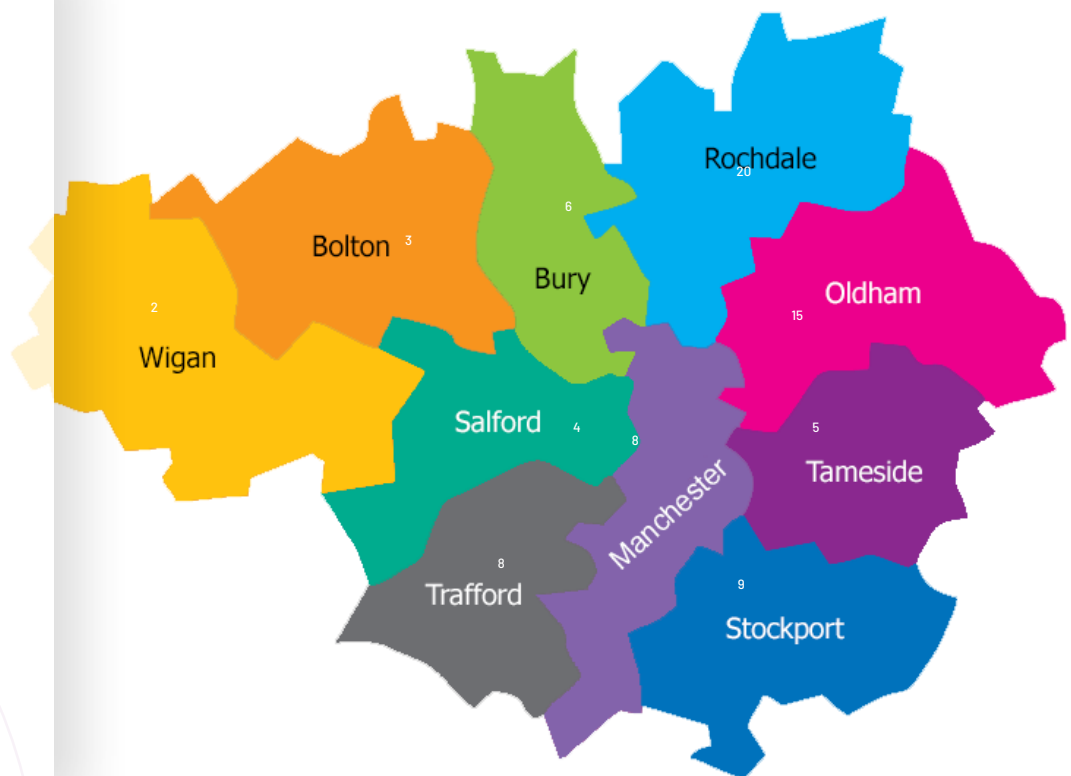 Rochdale
20
6
Bolton
3
Bury
Oldham
15
2
Wigan
Salford
4
8
5
Tameside
Manchester
8
Trafford
9
Stockport